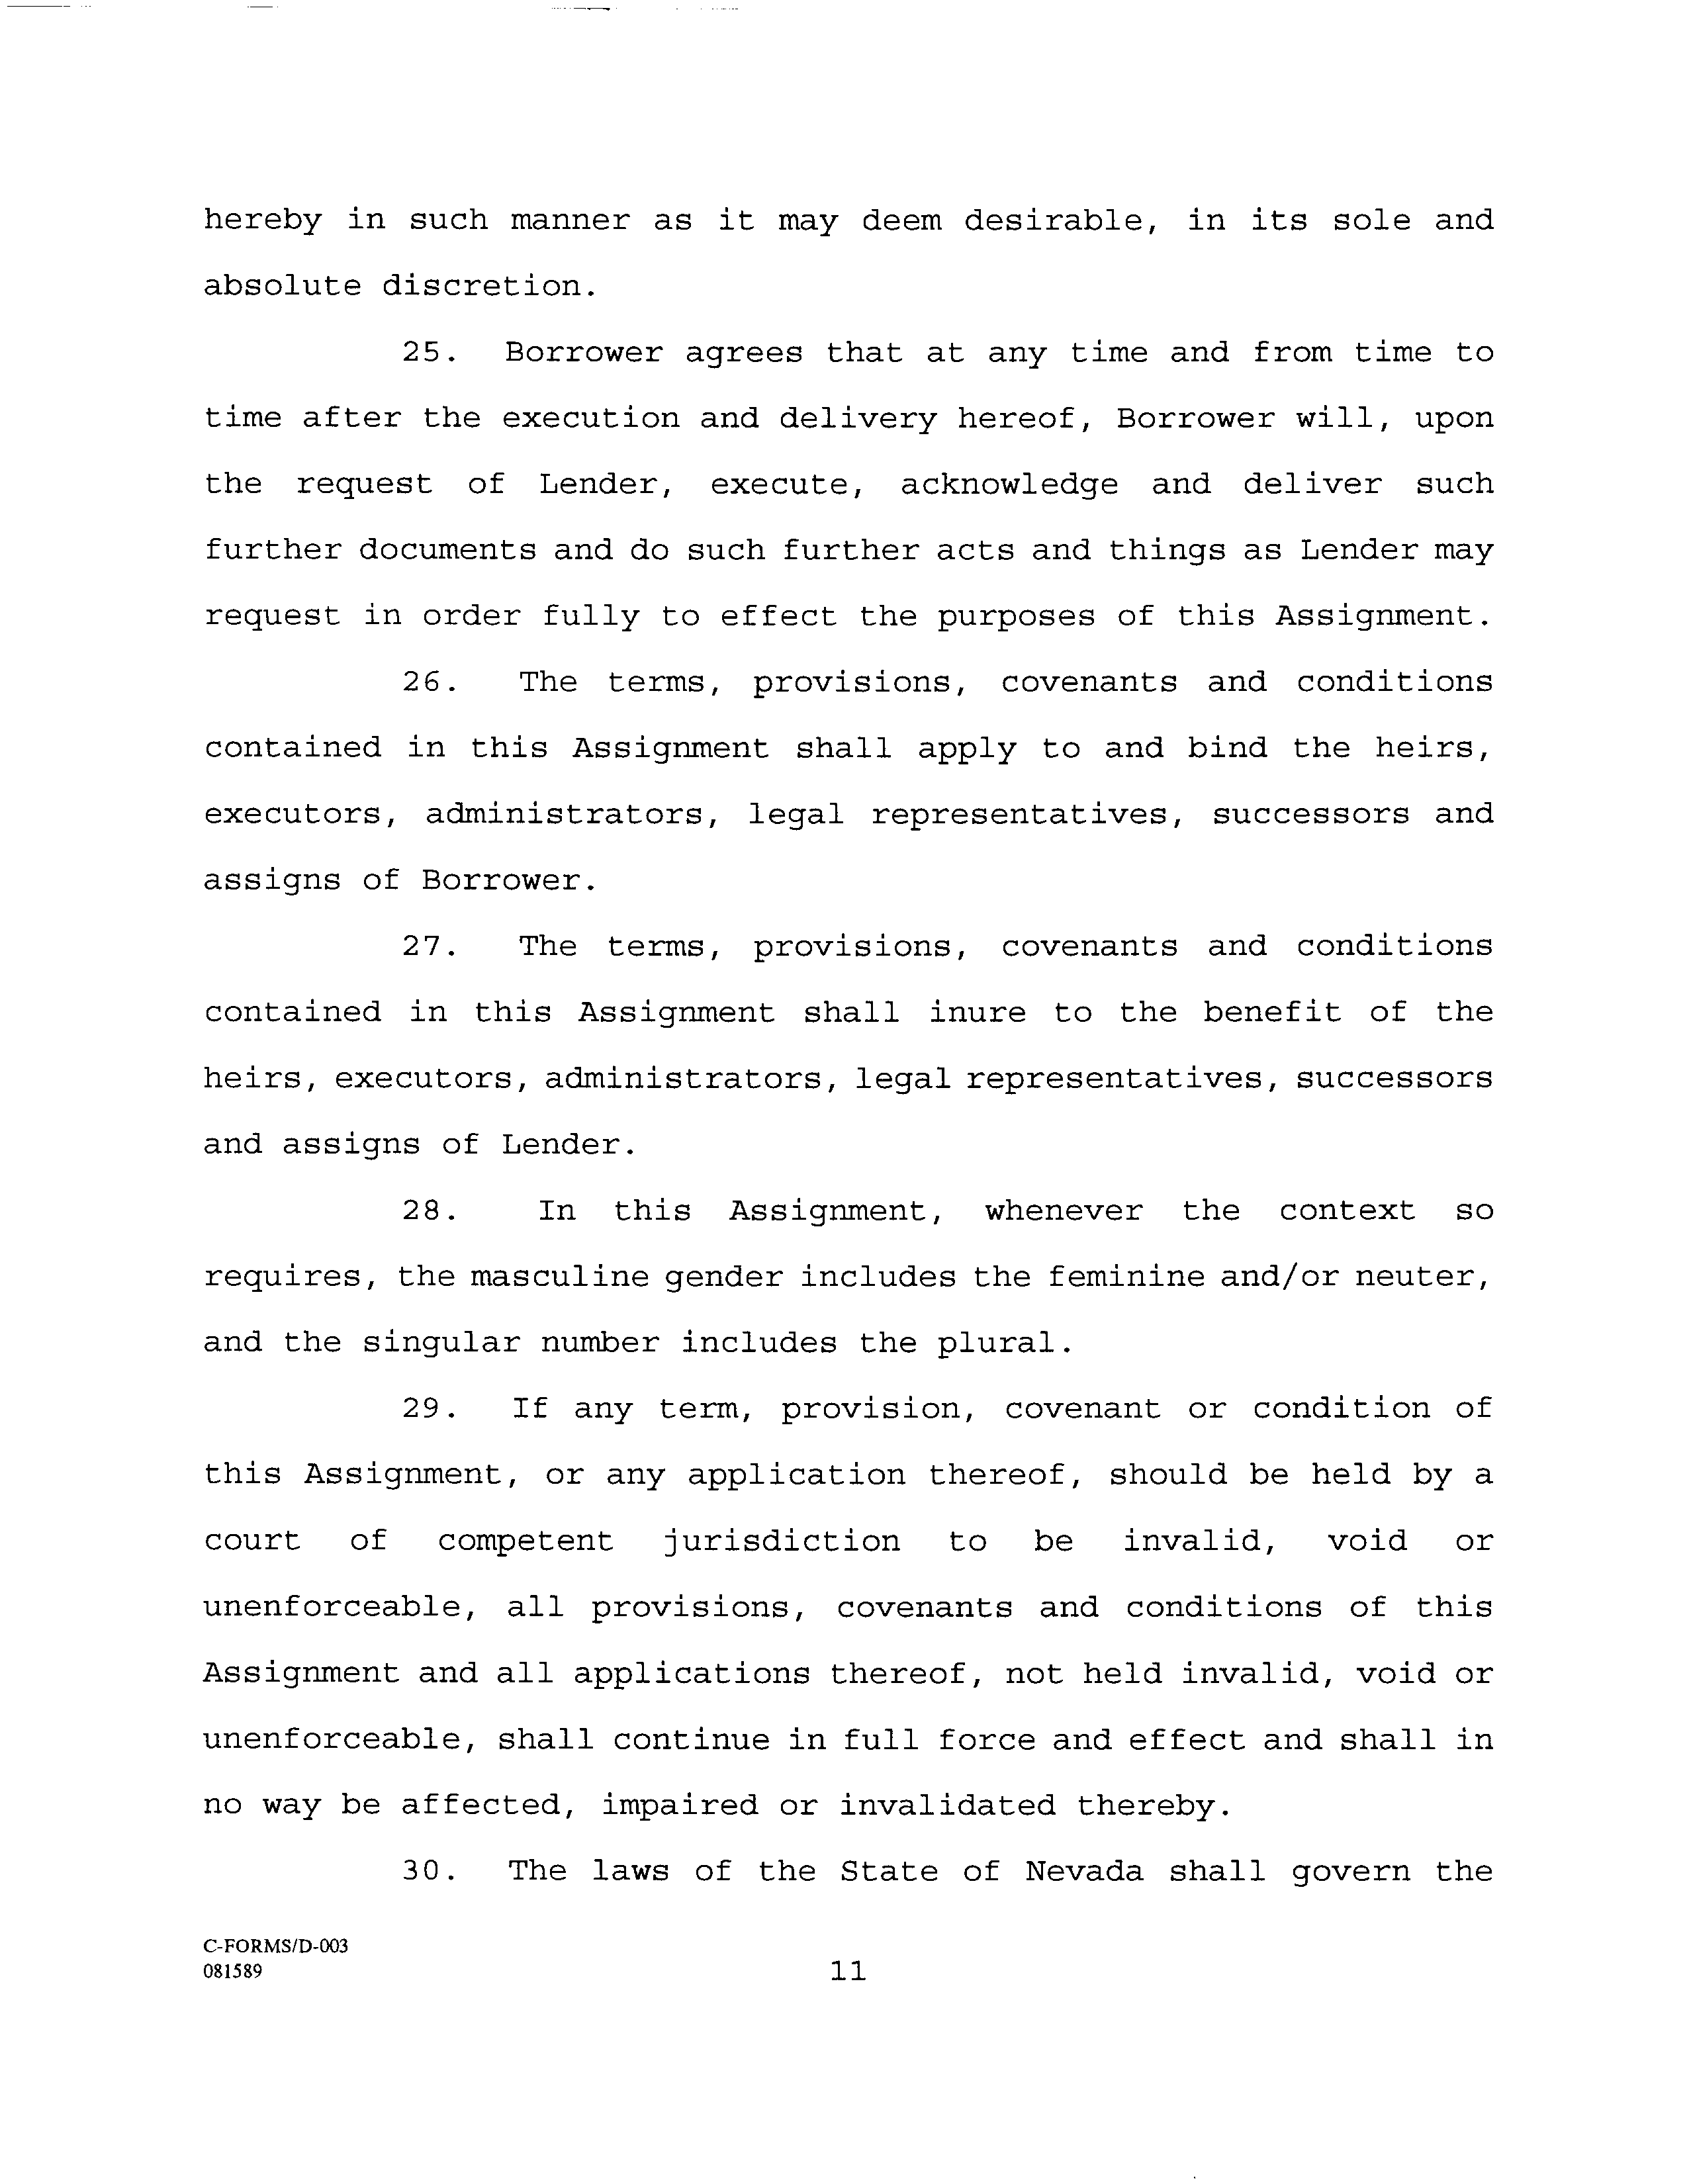 hereby in such manner as it may deem desirable, in its sole and
absolute discretion.
25. Borrower agrees that at any time and from time to
time after the execution and delivery hereof, Borrower will, upon
the request of Lender, execute, acknowledge and deliver such
further documents and do such further acts and things as Lender may
request in order fully to effect the purposes of this Assignment.
26. The terms, provisions, covenants and conditions
contained in this Assignment shall apply to and bind the heirs,
executors, administrators, legal representatives, successors and
assigns of Borrower.
27. The terms, provisions, covenants and conditions
contained in this Assignment shall inure to the benefit of the
heirs, executors, administrators, legal representatives, successors
and assigns of Lender.
28. In this Assignment, whenever the context so
requires, the masculine gender includes the feminine and/or neuter,
and the singular number includes the plural.
29. If any term, provision, covenant or condition of
this Assignment, or any application thereof, should be held by a
court of competent jurisdiction to be invalid, void or
unenforceable, all provisions, covenants and conditions of this
Assignment and all applications thereof, not held invalid, void or
unenforceable, shall continue in full force and effect and shall in
no way be affected, impaired or invalidated thereby.
30. The laws of the State of Nevada shall govern the
C-FORMS/D-003
081589
11